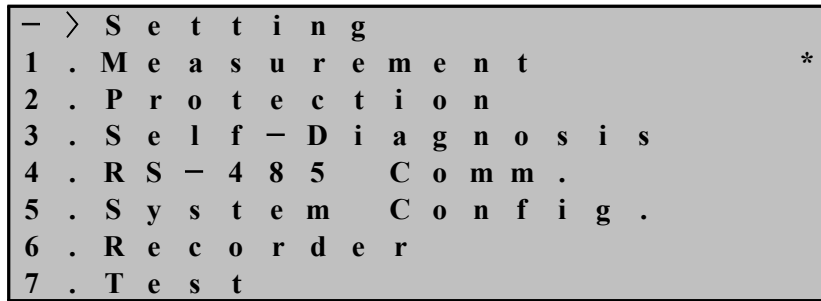 -> Setting
1.Measurement *
2.Protection
3.Self-Diagnosis
4.RS-485 Comm.
5.System Config.
6.Recorder
7.Test